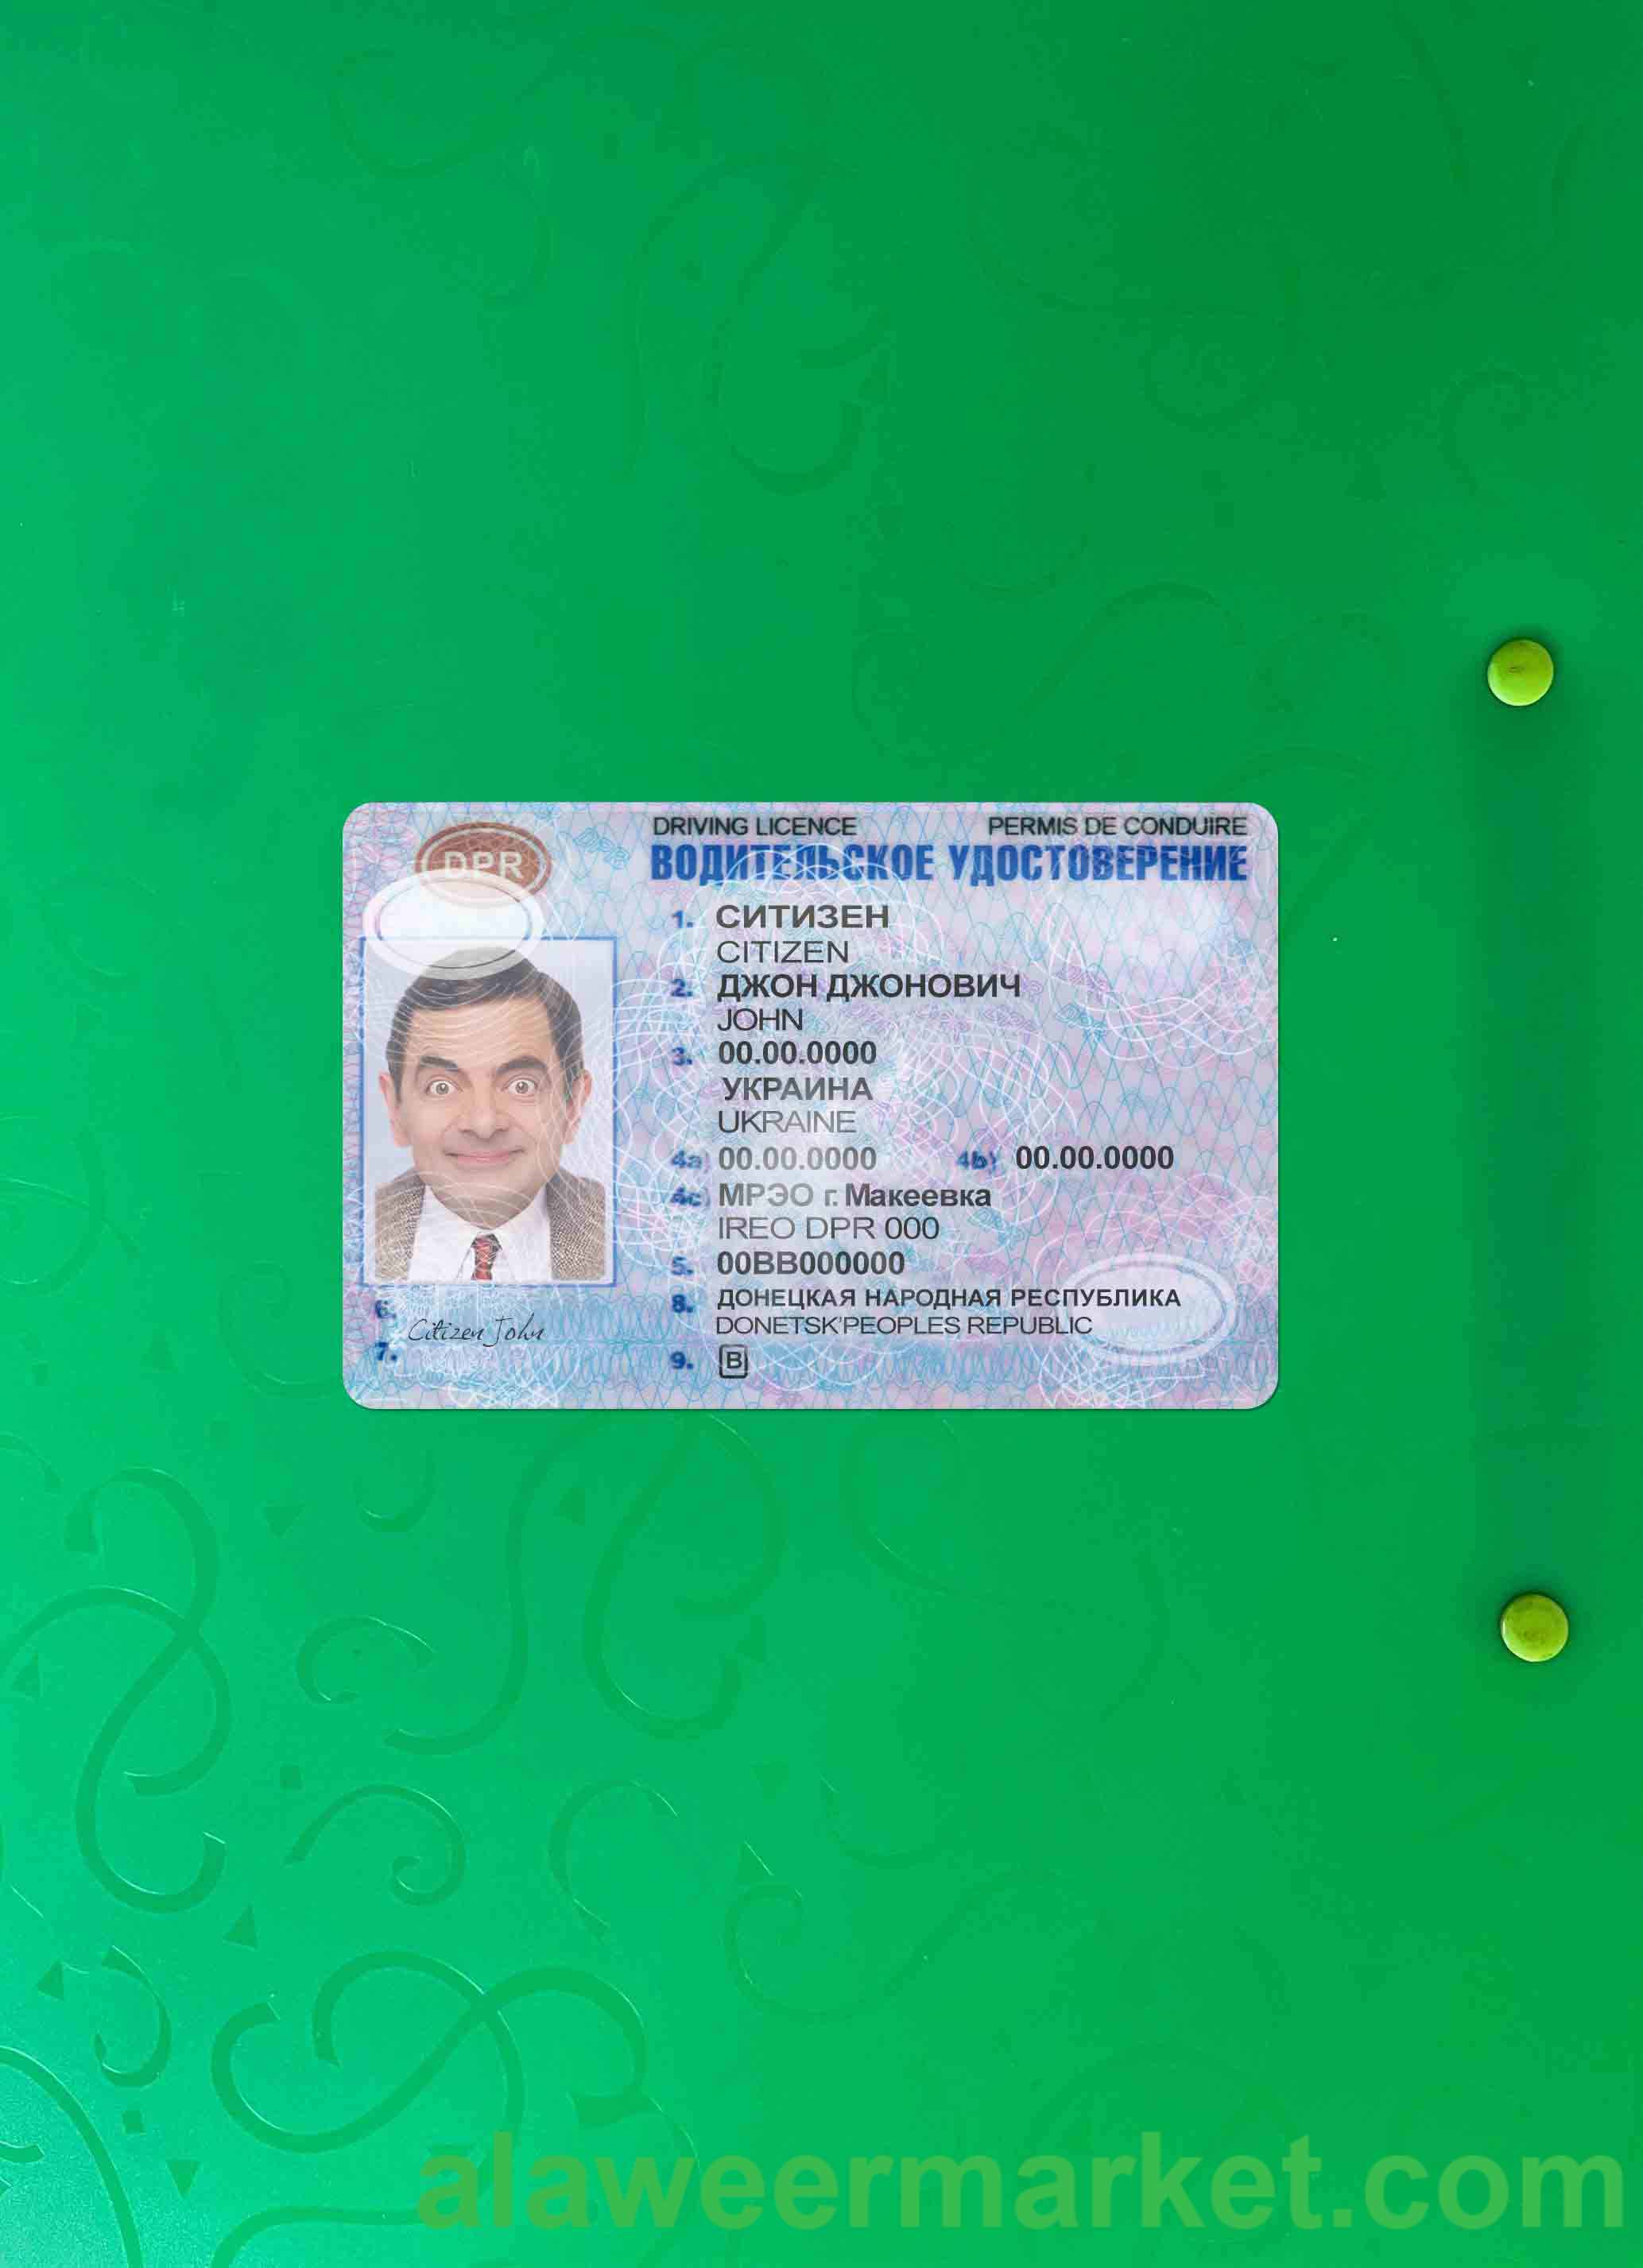 DPR
DRIVING LICENCE PERMIS DE CONDUIRE
ВОДИТЕЛЬСКОЕ УДОСТОВЕРЕНИЕ
1. СИТИЗЕН
CITIZEN
2. ДЖОН ДЖОНОВИЧ
JOHN
3. 00.00.0000
УКРАИНА
UKRAINE
4a) 00.00.0000 4b) 00.00.0000
4c) МРЭО г. Макеевка
IREO DPR 000
5. 00BB000000
8. ДОНЕЦКАЯ НАРОДНАЯ РЕСПУБЛИКА
DONETSK'PEOPLES REPUBLIC
9. B
6.
Citizen John
7.
alaweermarket.com